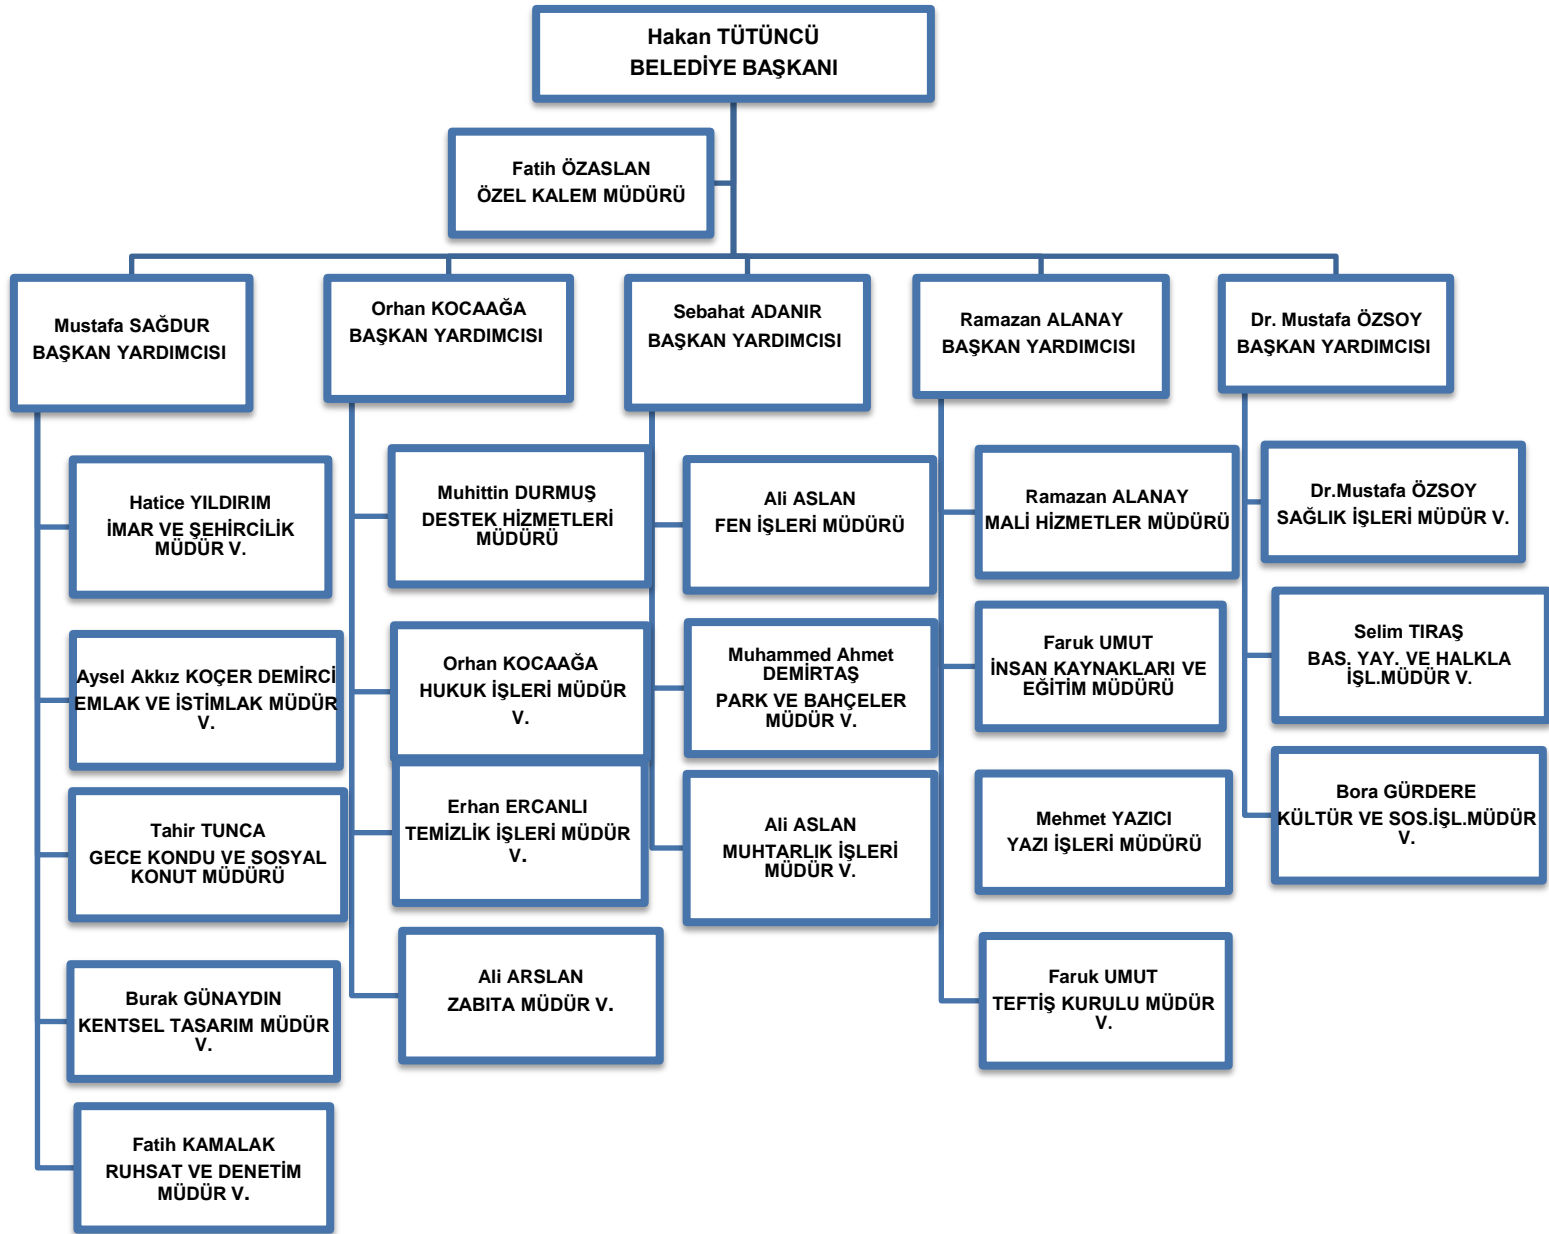 Hakan TÜTÜNCÜ
BELEDİYE BAŞKANI
Fatih ÖZASLAN
ÖZEL KALEM MÜDÜRÜ
Mustafa SAĞDUR
BAŞKAN YARDIMCISI
Orhan KOCAAĞA
BAŞKAN YARDIMCISI
Sebahat ADANIR
BAŞKAN YARDIMCISI
Ramazan ALANAY
BAŞKAN YARDIMCISI
Dr. Mustafa ÖZSOY
BAŞKAN YARDIMCISI
Hatice YILDIRIM
İMAR VE ŞEHİRCİLİK
MÜDÜR V.
Aysel Akkız KOÇER DEMİRCİ
EMLAK VE İSTİMLAK MÜDÜR
V.
Tahir TUNCA
GECE KONDU VE SOSYAL
KONUT MÜDÜRÜ
Burak GÜNAYDIN
KENTSEL TASARIM MÜDÜR
V.
Fatih KAMALAK
RUHSAT VE DENETİM
MÜDÜR V.
Muhittin DURMUŞ
DESTEK HİZMETLERİ
MÜDÜRÜ
Orhan KOCAAĞA
HUKUK İŞLERİ MÜDÜR
V.
Erhan ERCANLI
TEMİZLİK İŞLERİ MÜDÜR
V.
Ali ARSLAN
ZABITA MÜDÜR V.
Ali ASLAN
FEN İŞLERİ MÜDÜRÜ
Muhammed Ahmet
DEMİRTAŞ
PARK VE BAHÇELER
MÜDÜR V.
Ali ASLAN
MUHTARLIK İŞLERİ
MÜDÜR V.
Ramazan ALANAY
MALİ HİZMETLER MÜDÜRÜ
Faruk UMUT
İNSAN KAYNAKLARI VE
EĞİTİM MÜDÜRÜ
Mehmet YAZICI
YAZI İŞLERİ MÜDÜRÜ
Faruk UMUT
TEFTİŞ KURULU MÜDÜR
V.
Dr.Mustafa ÖZSOY
SAĞLIK İŞLERİ MÜDÜR V.
Selim TIRAŞ
BAS. YAY. VE HALKLA
İŞL.MÜDÜR V.
Bora GÜRDERE
KÜLTÜR VE SOS.İŞL.MÜDÜR
V.